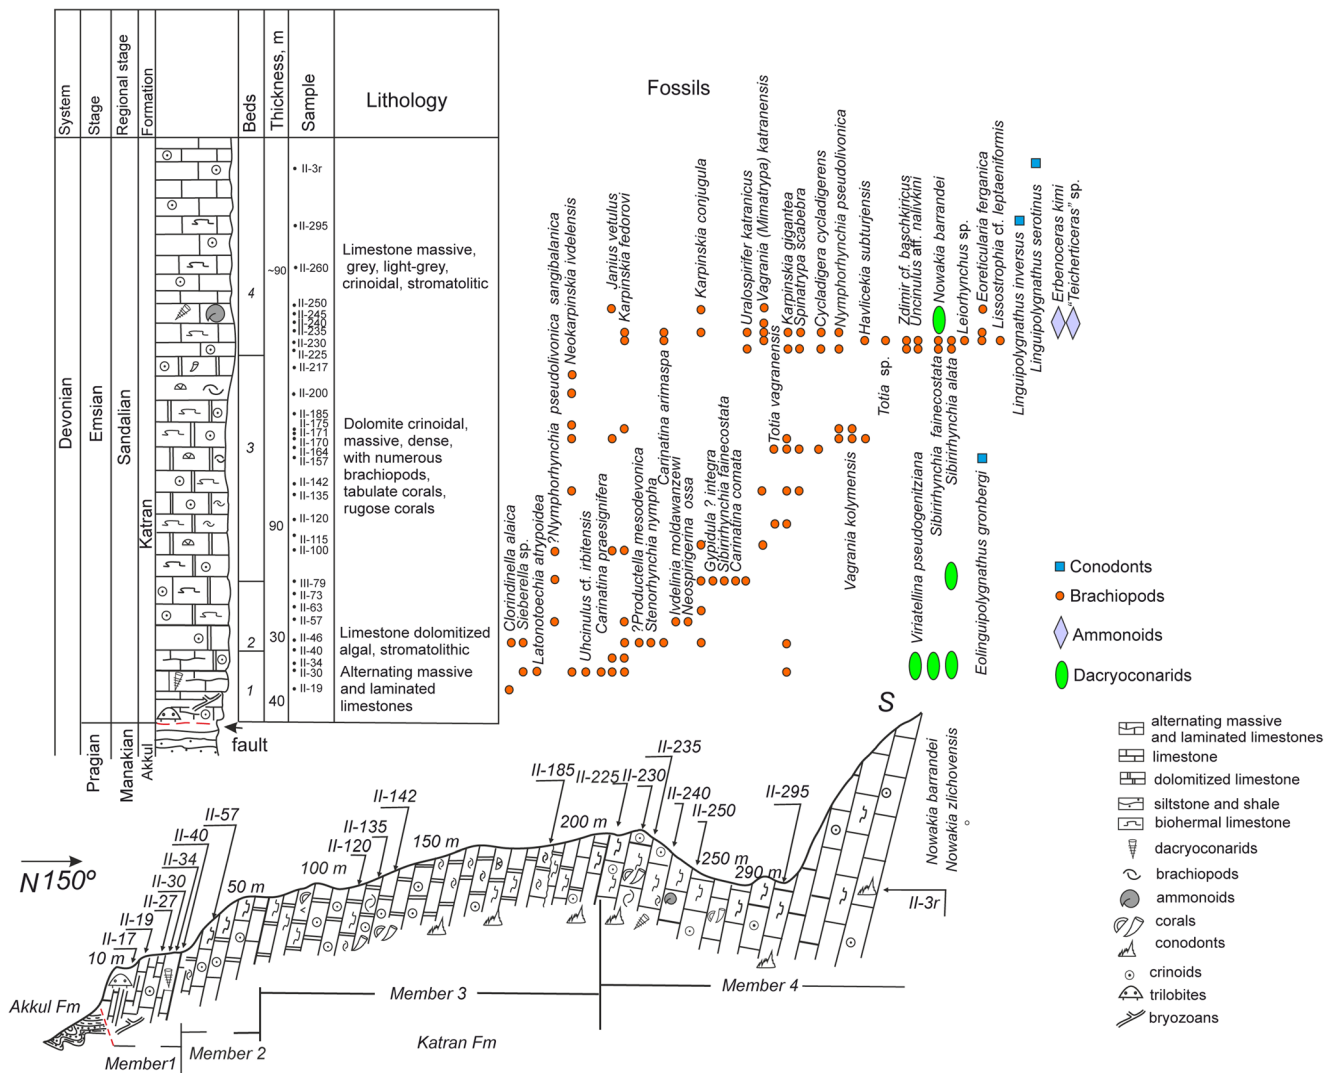 System
Stage
Regional stage
Formation
Beds
Thickness, m
Sample
Lithology
Fossils
Devonian
Emsian
Sandalian
Katran
Pragian
Manakian
Akkul
4
3
2
1
~90
90
30
40
II-3r
II-295
II-260
II-250
II-245
II-240
II-235
II-230
II-225
II-217
II-200
II-185
II-175
II-171
II-170
II-164
II-157
II-142
II-135
II-120
II-115
II-100
III-79
II-73
II-63
II-57
II-46
II-40
II-34
II-30
II-19
Limestone massive,
grey, light-grey,
crinoidal, stromatolitic
Dolomite crinoidal,
massive, dense,
with numerous
brachiopods,
tabulate corals,
rugose corals
Limestone dolomitized
algal, stromatolithic
Alternating massive
and laminated
limestones
fault
Clorindinella alaica
Sieberella sp.
Latonotoechia atrypoidea
?Nymphorhynchia pseudolivonica sangibalanica
Neokarpinskia ivdelensis
Uhcinulus cf. irbitensis
Carinatina praesignifera
Janius vetulus
Karpinskia fedorovi
?Productella mesodevonica
Stenorhynchia nympha
Carinatina arimaspa
Ivdelinia moldawanzewi
Neospirigerina ossa
Karpinskia conjugula
Gypidula ? integra
Sibirirhynchia fainecostata
Carinatina comata
Uralospirifer katranicus
Vagrania (Mimatrypa) katranensis
Totia vagranensis
Karpinskia gigantea
Spinatrypa scabebra
Cycladigera cycladigerens
Nymphorhynchia pseudolivonica
Vagrania kolymensis
Havlicekia subturjensis
Totia sp.
Zdimir cf. baschkiricus
Uncinulus aff. nalivkini
Nowakia barrandei
Viriatellina pseudogenitziana
Sibirirhynchia fainecostata
Sibirirhynchia alata
Leiorhynchus sp.
Eoreticularia ferganica
Lissostrophia cf. leptaeniformis
Eolinguipolygnathus gronbergi
Linguipolygnathus inversus
Linguipolygnathus serotinus
Erbenoceras kimi
"Teicherticeras" sp.
Conodonts
Brachiopods
Ammonoids
Dacryoconarids
alternating massive
and laminated limestones
limestone
dolomitized limestone
siltstone and shale
biohermal limestone
dacryoconarids
brachiopods
ammonoids
corals
conodonts
crinoids
trilobites
bryozoans
S
Nowakia barrandei
Nowakia zlichovensis
N 150º
II-17
II-19
II-27
II-30
II-34
II-40
II-57
II-120
II-135
II-142
II-185
II-225
II-230
II-235
II-240
II-250
II-295
II-3r
10 m
50 m
100 m
150 m
200 m
250 m
290 m
Akkul Fm
Member1
Member 2
Member 3
Member 4
Katran Fm